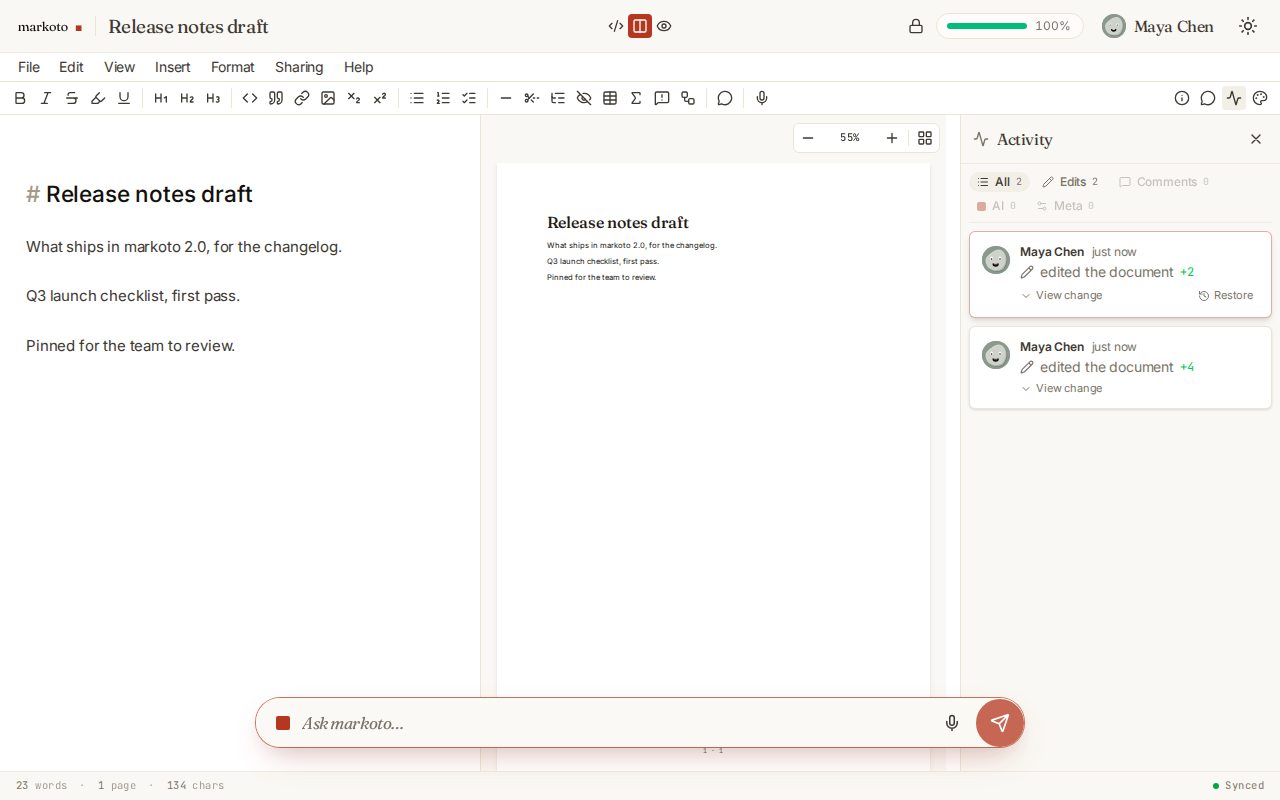 markoto
Release notes draft
100%
Maya Chen
File Edit View Insert Format Sharing Help
B I S U H1 H2 H3 X2 X2
55%
Activity
All 2 Edits 2 Comments 0
AI 0 Meta 0
# Release notes draft
What ships in markoto 2.0, for the changelog.
Q3 launch checklist, first pass.
Pinned for the team to review.
Release notes draft
What ships in markoto 2.0, for the changelog.
Q3 launch checklist, first pass.
Pinned for the team to review.
1 · 1
Maya Chen just now
edited the document +2
View change Restore
Maya Chen just now
edited the document +4
View change
Ask markoto...
23 words · 1 page · 134 chars
Synced